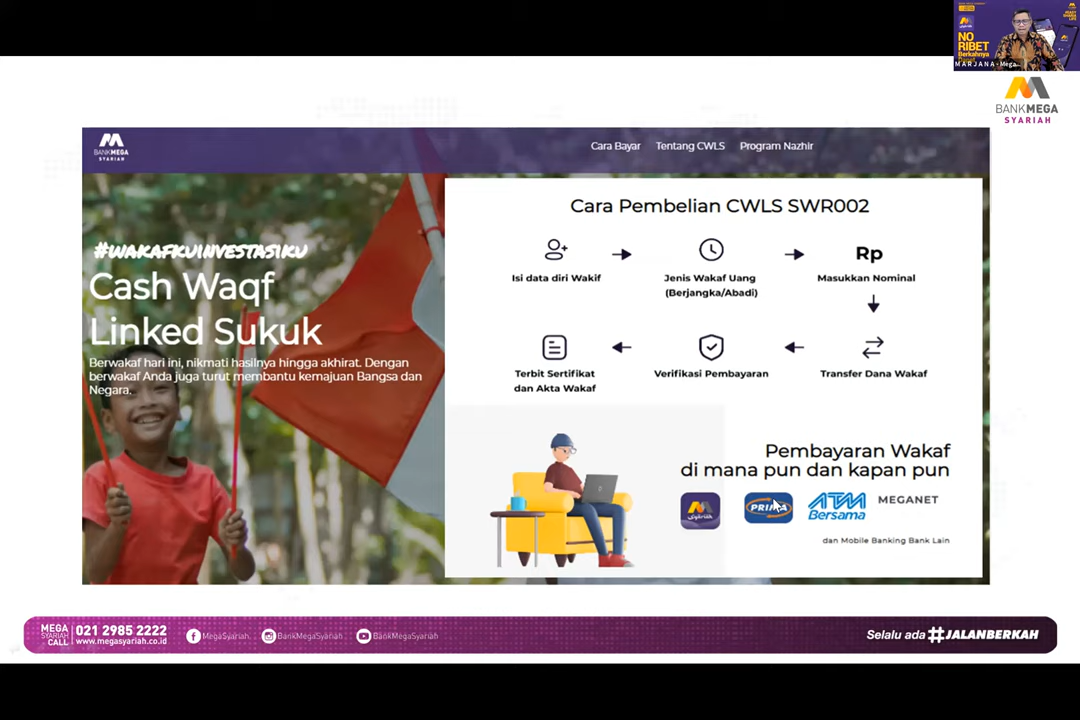 NO
RIBET
Berkahnya
MARJANA - Mega...
BANKMEGA
SYARIAH
BANKMEGA
SYARIAH
Cara Bayar
Tentang CWLS
Program Nazhir
#WAKAFKUINVESTASIKU
Cash Waqf
Linked Sukuk
Berwakaf hari ini, nikmati hasilnya hingga akhirat. Dengan
berwakaf Anda juga turut membantu kemajuan Bangsa dan
Negara.
Cara Pembelian CWLS SWR002
Isi data diri Wakif
Jenis Wakaf Uang
(Berjangka/Abadi)
Rp
Masukkan Nominal
Terbit Sertifikat
dan Akta Wakaf
Verifikasi Pembayaran
Transfer Dana Wakaf
Pembayaran Wakaf
di mana pun dan kapan pun
syariah
PRIMA
ATM
Bersama
MEGANET
dan Mobile Banking Bank Lain
MEGA
SYARIAH
CALL
021 2985 2222
www.megasyariah.co.id
MegaSyariah.
BankMegaSyariah
BankMegaSyariah
Selalu ada #JALANBERKAH